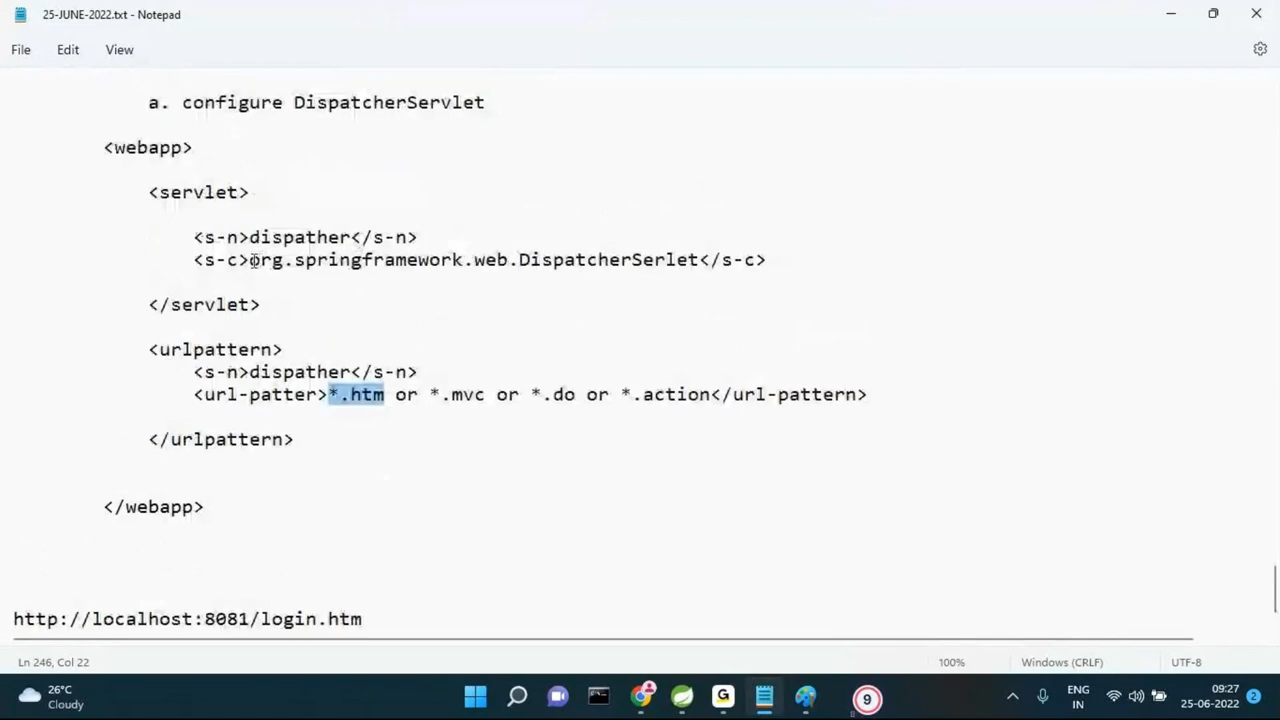 25-JUNE-2022.txt - Notepad
File Edit View
a. configure DispatcherServlet
<webapp>
<servlet>
<s-n>dispather</s-n>
<s-c>org.springframework.web.DispatcherSerlet</s-c>
</servlet>
<urlpattern>
<s-n>dispather</s-n>
<url-patter>*.htm or *.mvc or *.do or *.action</url-pattern>
</urlpattern>
</webapp>
http://localhost:8081/login.htm
Ln 246, Col 22 100% Windows (CRLF) UTF-8
26°C
Cloudy
G
9
ENG
IN
09:27
25-06-2022
2